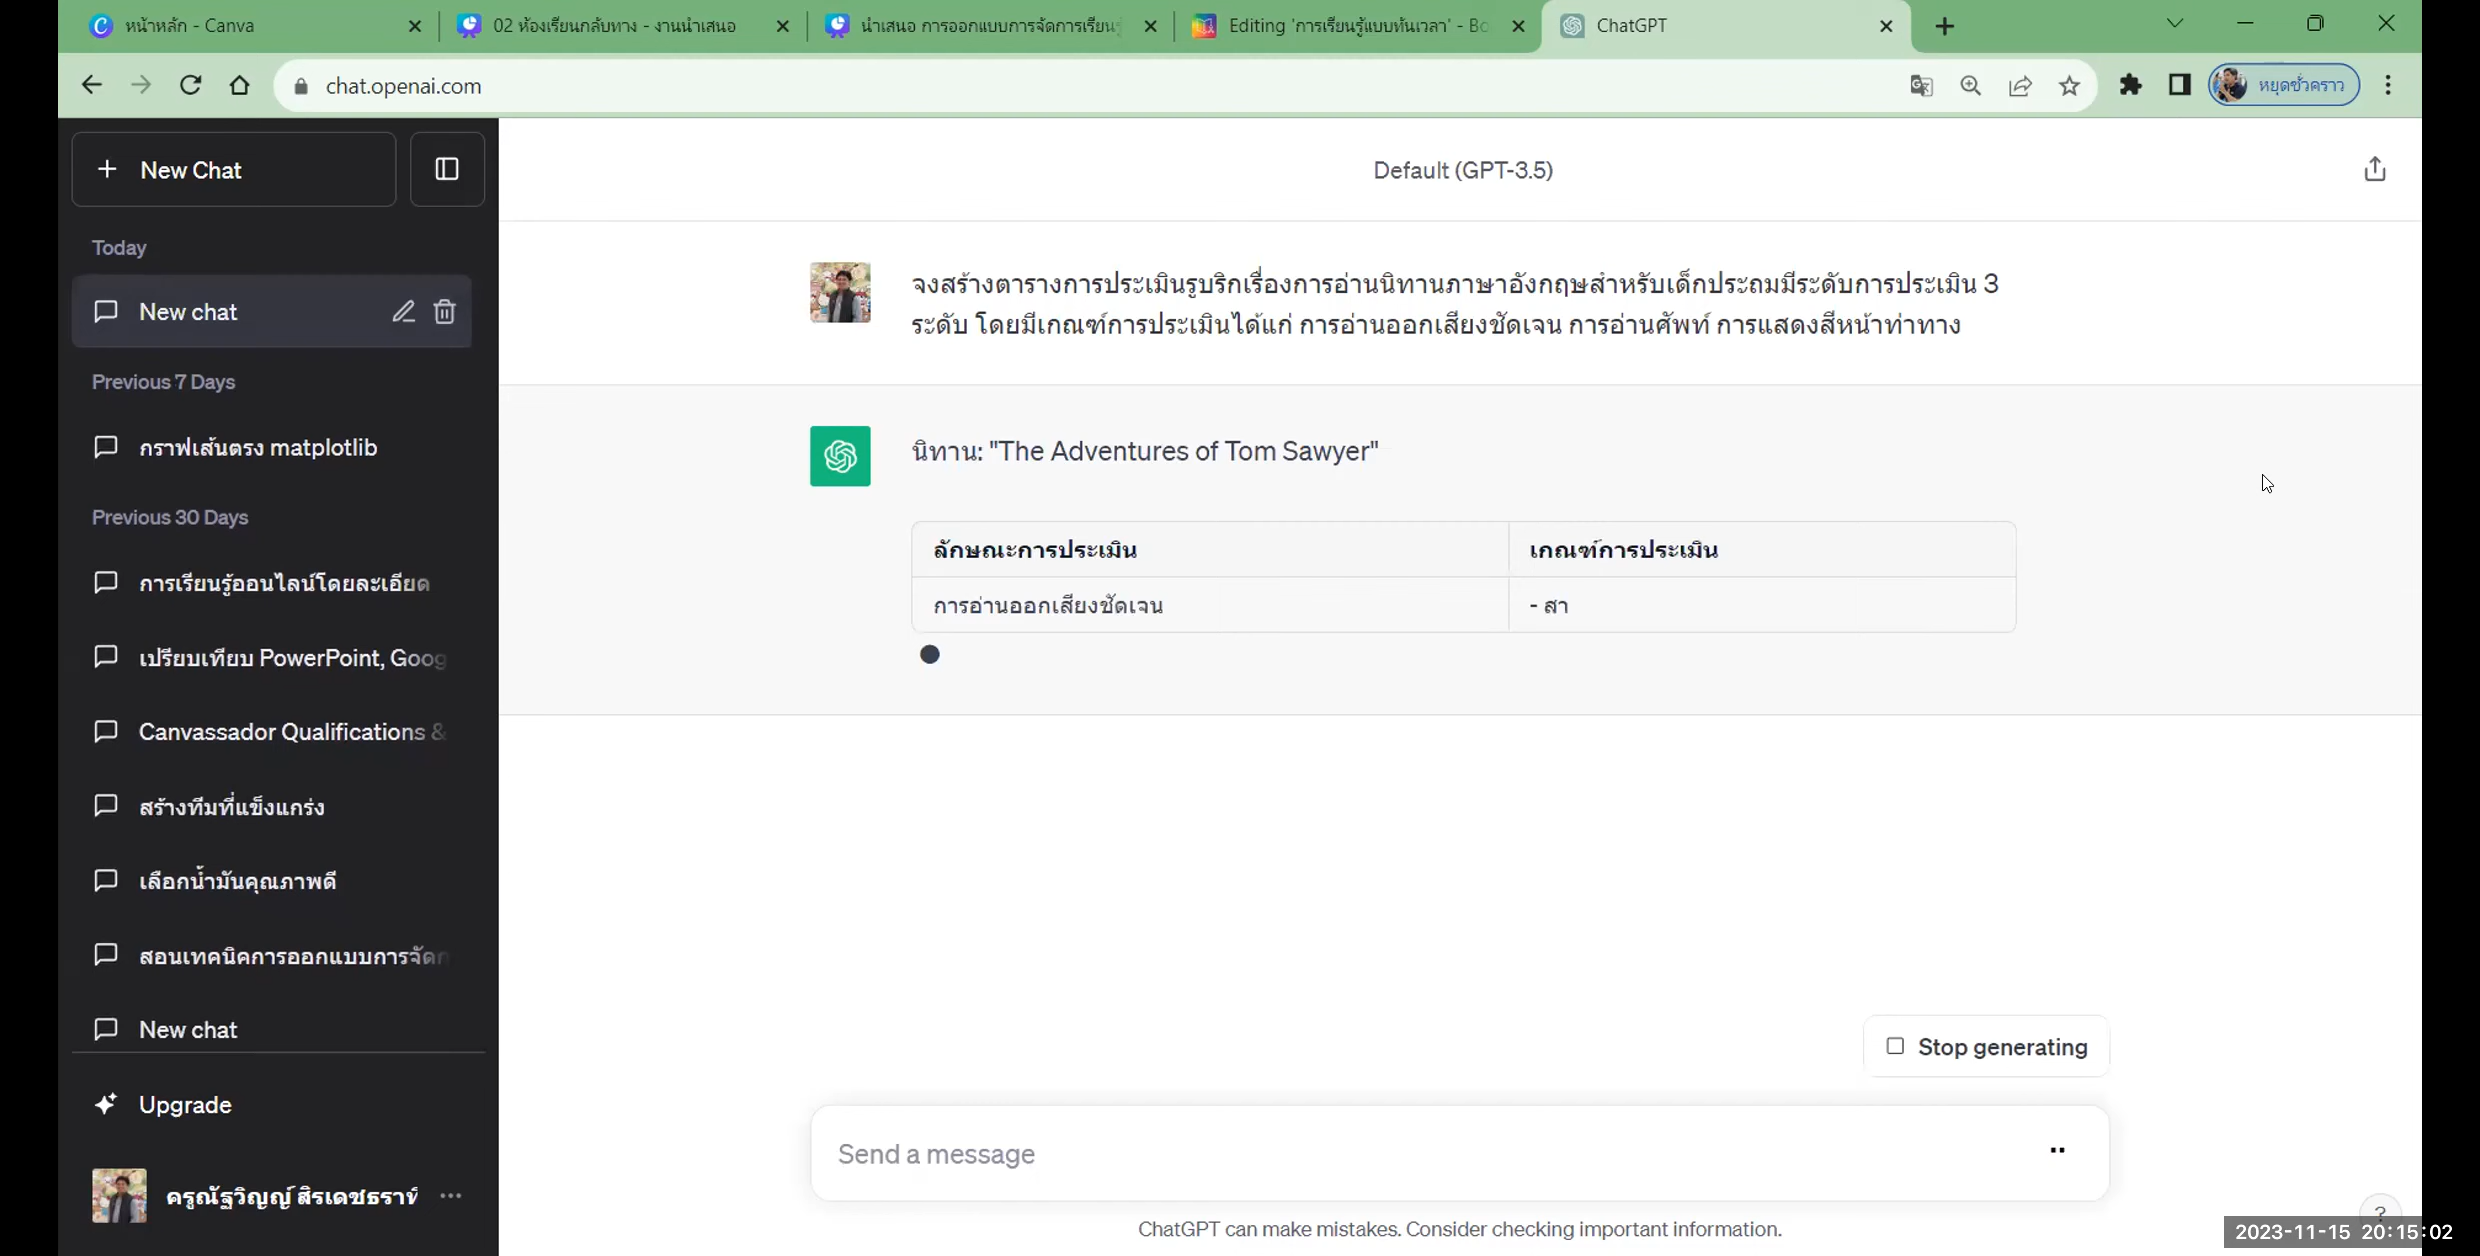 หน้าหลัก - Canva
02 ห้องเรียนกลับทาง - งานนำเสนอ
นำเสนอ การออกแบบการจัดการเรียนรู้
Editing 'การเรียนรู้แบบทันเวลา' - Bo
ChatGPT
chat.openai.com
หยุดชั่วคราว
New Chat
Default (GPT-3.5)
Today
New chat
Previous 7 Days
กราฟเส้นตรง matplotlib
Previous 30 Days
การเรียนรู้ออนไลน์โดยละเอียด
เปรียบเทียบ PowerPoint, Goog
Canvassador Qualifications &
สร้างทีมที่แข็งแกร่ง
เลือกน้ำมันคุณภาพดี
สอนเทคนิคการออกแบบการจัดก
New chat
Upgrade
ครูณัฐวิญญ์ สิรเดชธราทิ
จงสร้างตารางการประเมินรูบริกเรื่องการอ่านนิทานภาษาอังกฤษสำหรับเด็กประถมมีระดับการประเมิน 3
ระดับ โดยมีเกณฑ์การประเมินได้แก่ การอ่านออกเสียงชัดเจน การอ่านศัพท์ การแสดงสีหน้าท่าทาง
นิทาน: "The Adventures of Tom Sawyer"
ลักษณะการประเมิน
เกณฑ์การประเมิน
การอ่านออกเสียงชัดเจน
- สา
Stop generating
Send a message
ChatGPT can make mistakes. Consider checking important information.
?
2023-11-15 20:15:02